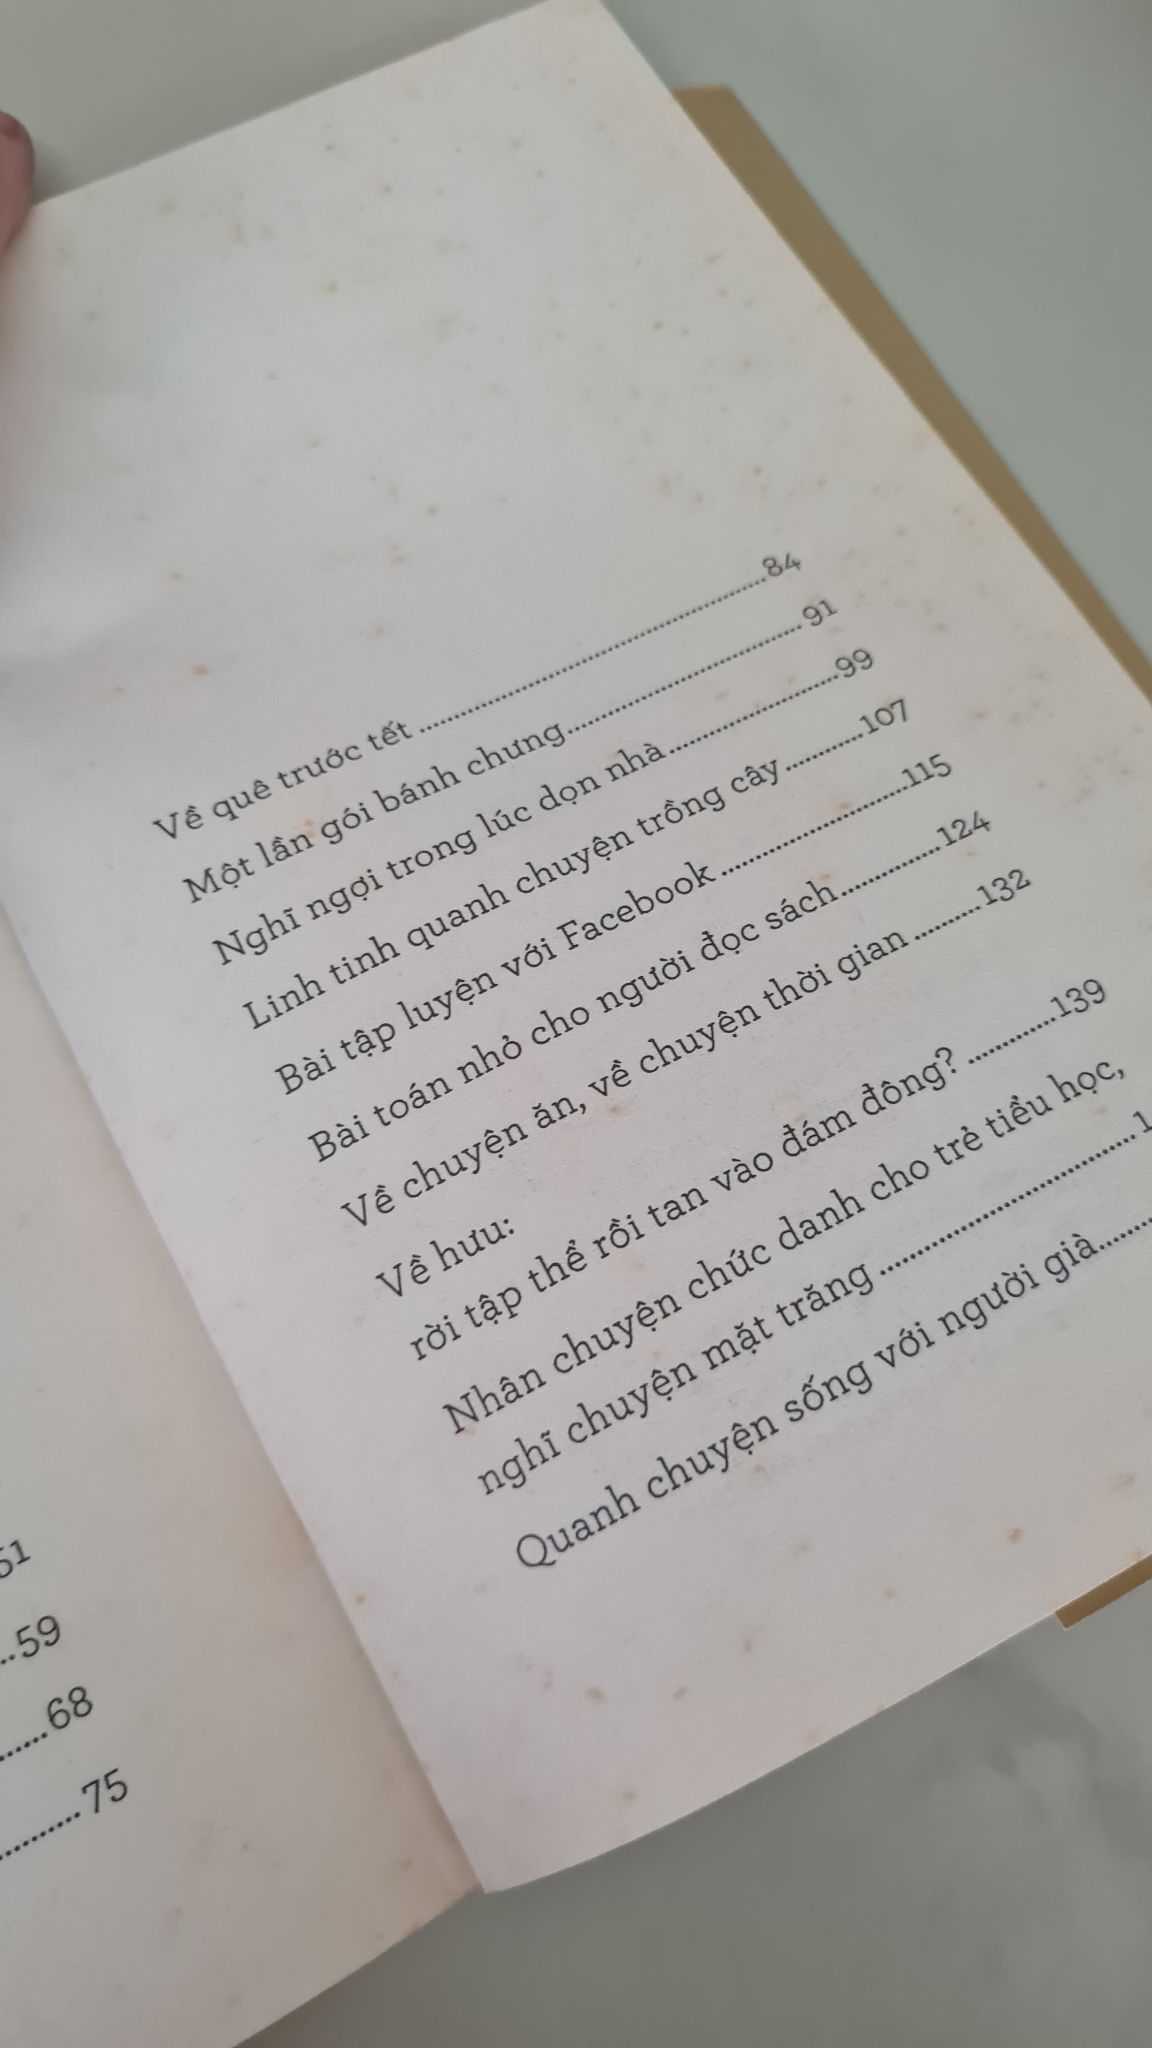 51
..59
......68
..........75
Về quê trước tết ................................................84
Một lần gói bánh chưng................................. 91
Nghĩ ngợi trong lúc dọn nhà.......................99
Linh tinh quanh chuyện trồng cây...........107
Bài tập luyện với Facebook ........................115
Bài toán nhỏ cho người đọc sách.............124
Về chuyện ăn, về chuyện thời gian .........132
Về hưu:
rời tập thể rồi tan vào đám đông? ............139
Nhân chuyện chức danh cho trẻ tiểu học,
nghĩ chuyện mặt trăng ...................................
Quanh chuyện sống với người già.........